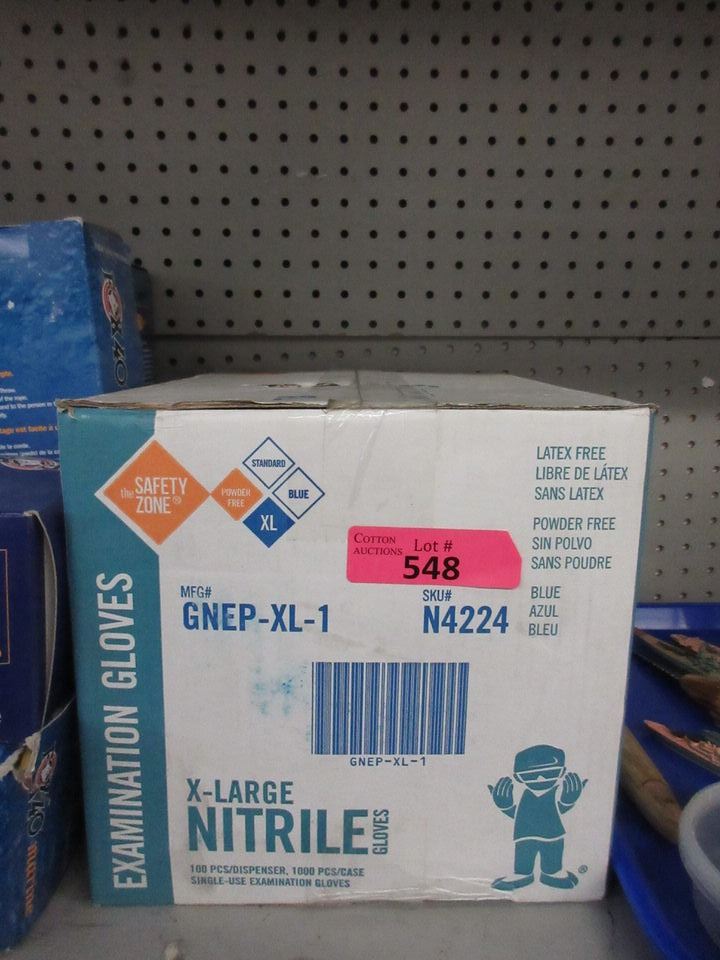 the SAFETY
ZONE®
STANDARD
POWDER
FREE
BLUE
XL
LATEX FREE
LIBRE DE LÁTEX
SANS LATEX
POWDER FREE
SIN POLVO
SANS POUDRE
BLUE
AZUL
BLEU
COTTON
AUCTIONS
Lot #
548
MFG#
GNEP-XL-1
SKU#
N4224
GNEP-XL-1
EXAMINATION GLOVES
X-LARGE
NITRILE
GLOVES
100 PCS/DISPENSER, 1000 PCS/CASE
SINGLE-USE EXAMINATION GLOVES
®